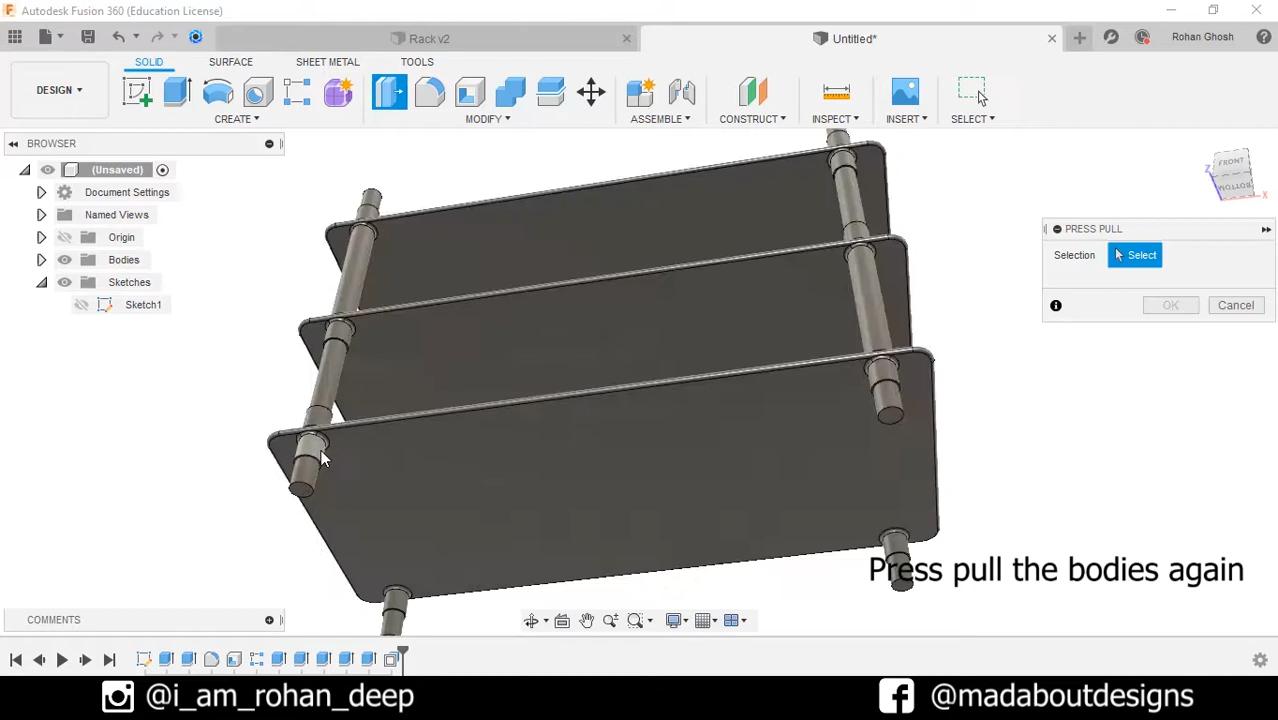 Autodesk Fusion 360 (Education License)
Rack v2
Untitled*
Rohan Ghosh
SOLID
SURFACE
SHEET METAL
TOOLS
DESIGN
CREATE
MODIFY
ASSEMBLE
CONSTRUCT
INSPECT
INSERT
SELECT
BROWSER
(Unsaved)
Document Settings
Named Views
Origin
Bodies
Sketches
Sketch1
FRONT
BOTTOM
Z
X
PRESS PULL
Selection
Select
OK
Cancel
Press pull the bodies again
COMMENTS
@i_am_rohan_deep
@madaboutdesigns